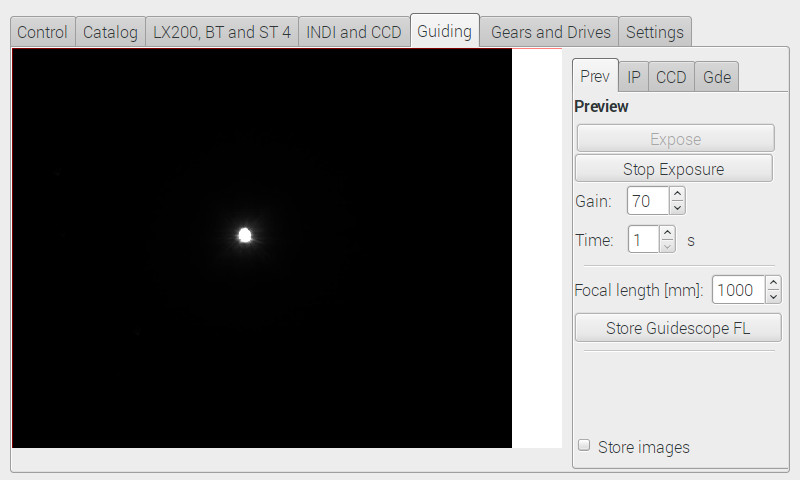 Control Catalog LX200, BT and ST 4 INDI and CCD Guiding Gears and Drives Settings
Prev IP CCD Gde
Preview
Expose
Stop Exposure
Gain: 70
Time: 1 s
Focal length [mm]: 1000
Store Guidescope FL
Store images